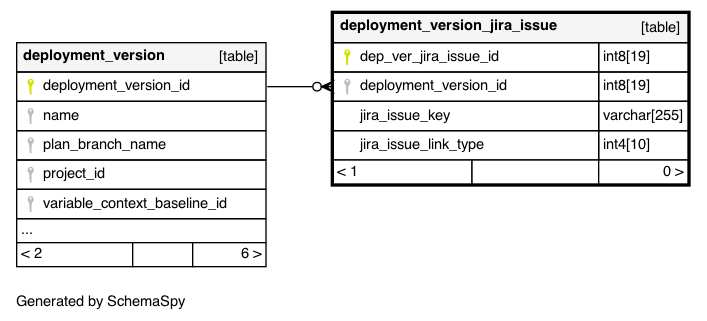 deployment_version [table]
deployment_version_id
name
plan_branch_name
project_id
variable_context_baseline_id
...
< 2 6 >
deployment_version_jira_issue [table]
dep_ver_jira_issue_id int8[19]
deployment_version_id int8[19]
jira_issue_key varchar[255]
jira_issue_link_type int4[10]
< 1 0 >
Generated by SchemaSpy